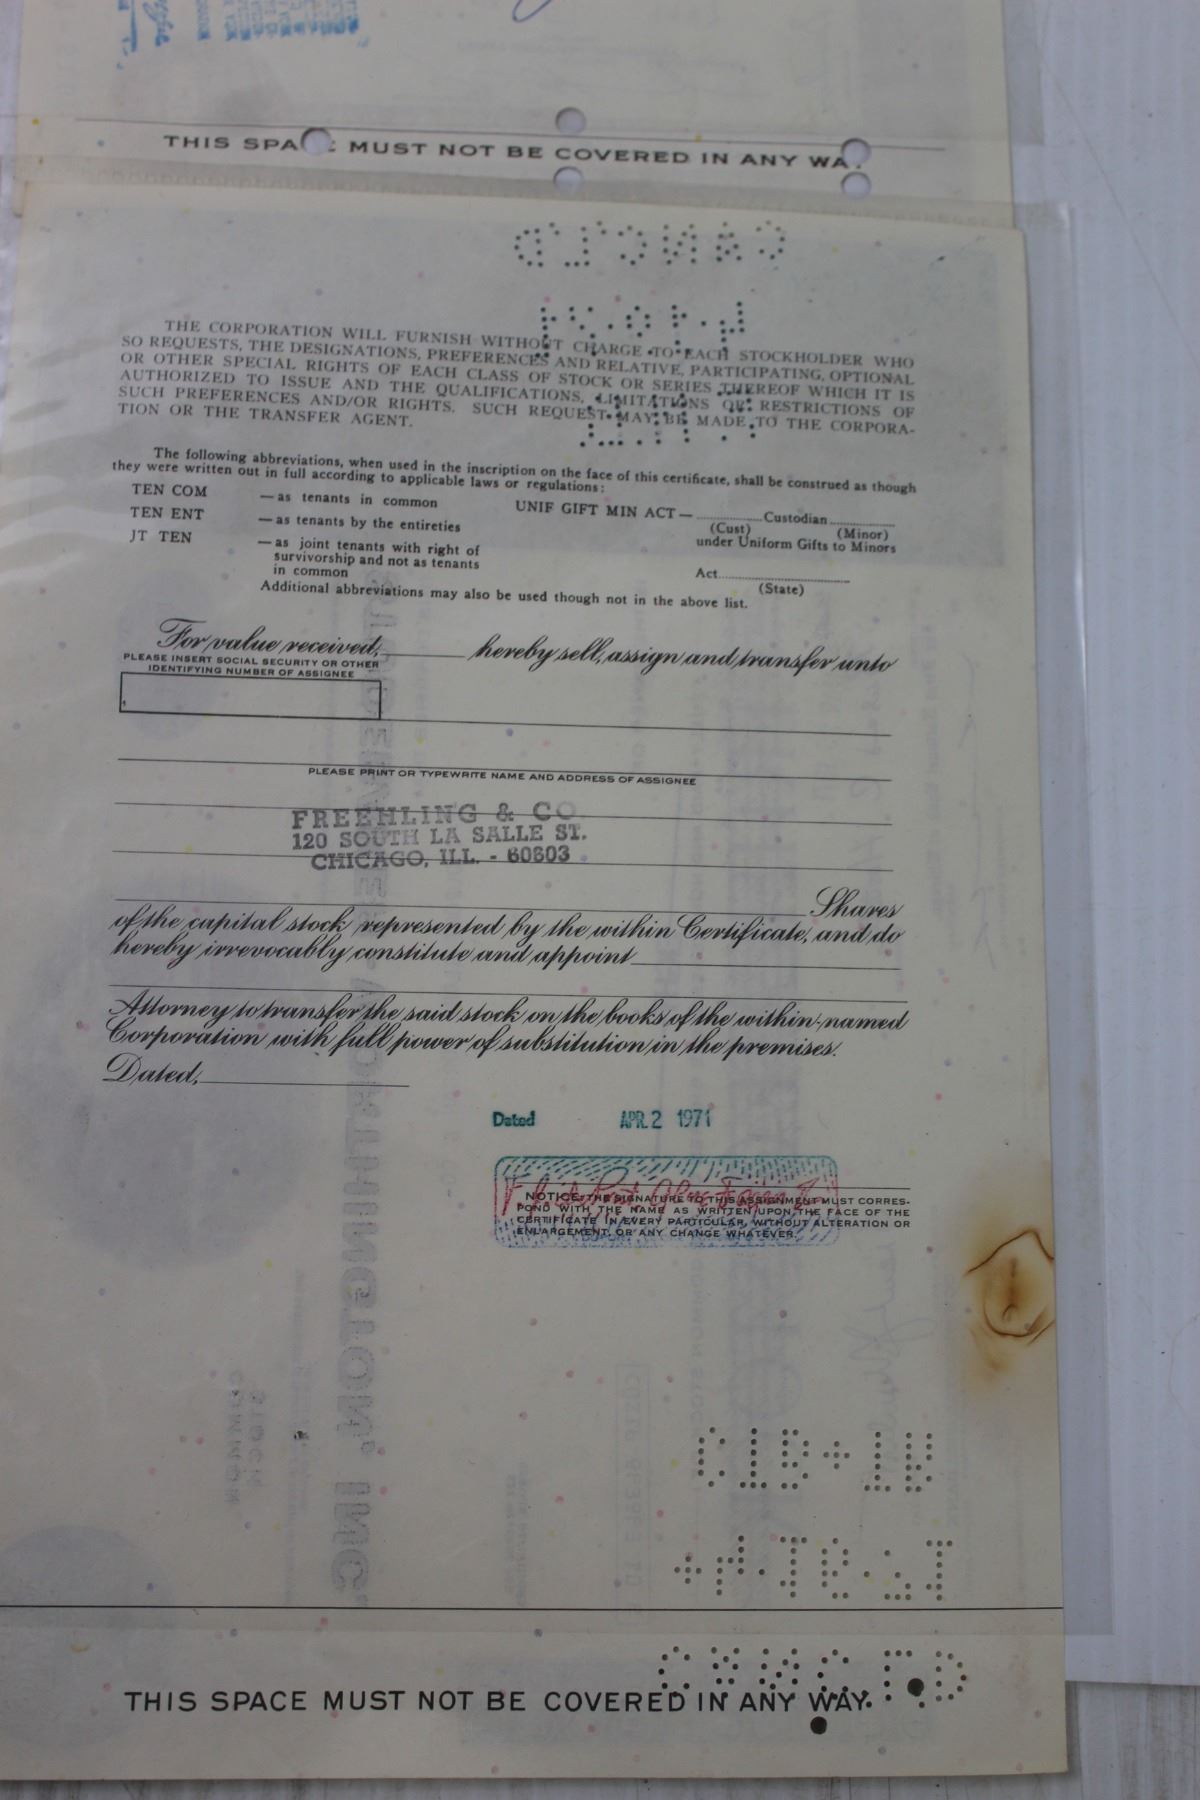 THIS SPA E MUST NOT BE COVERED IN ANY WA
THE CORPORATION WILL FURNISH WITHOUT CHARGE TO EACH STOCKHOLDER WHO
SO REQUESTS, THE DESIGNATIONS, PREFERENCES AND RELATIVE, PARTICIPATING, OPTIONAL
OR OTHER SPECIAL RIGHTS OF EACH CLASS OF STOCK OR SERIES THEREOF WHICH IT IS
AUTHORIZED TO ISSUE AND THE QUALIFICATIONS, LIMITATIONS OR RESTRICTIONS OF
SUCH PREFERENCES AND/OR RIGHTS. SUCH REQUEST MAY BE MADE TO THE CORPORA-
TION OR THE TRANSFER AGENT.
The following abbreviations, when used in the inscription on the face of this certificate, shall be construed as though
they were written out in full according to applicable laws or regulations:
TEN COM — as tenants in common
TEN ENT — as tenants by the entireties
JT TEN — as joint tenants with right of
survivorship and not as tenants
in common
UNIF GIFT MIN ACT — Custodian
(Cust) (Minor)
under Uniform Gifts to Minors
Act
(State)
Additional abbreviations may also be used though not in the above list.
For value received, hereby sell, assign and transfer unto
PLEASE INSERT SOCIAL SECURITY OR OTHER
IDENTIFYING NUMBER OF ASSIGNEE
PLEASE PRINT OR TYPEWRITE NAME AND ADDRESS OF ASSIGNEE
FREEHLING & CO
120 SOUTH LA SALLE ST.
CHICAGO, ILL. - 60603
Shares
of the capital stock represented by the within Certificate, and do
hereby irrevocably constitute and appoint
Attorney to transfer the said stock on the books of the within-named
Corporation with full power of substitution in the premises.
Dated,
Dated APR 2 1971
NOTICE: THE SIGNATURE TO THIS ASSIGNMENT MUST CORRES-
POND WITH THE NAME AS WRITTEN UPON THE FACE OF THE
CERTIFICATE IN EVERY PARTICULAR, WITHOUT ALTERATION OR
ENLARGEMENT, OR ANY CHANGE WHATEVER.
THIS SPACE MUST NOT BE COVERED IN ANY WAY.